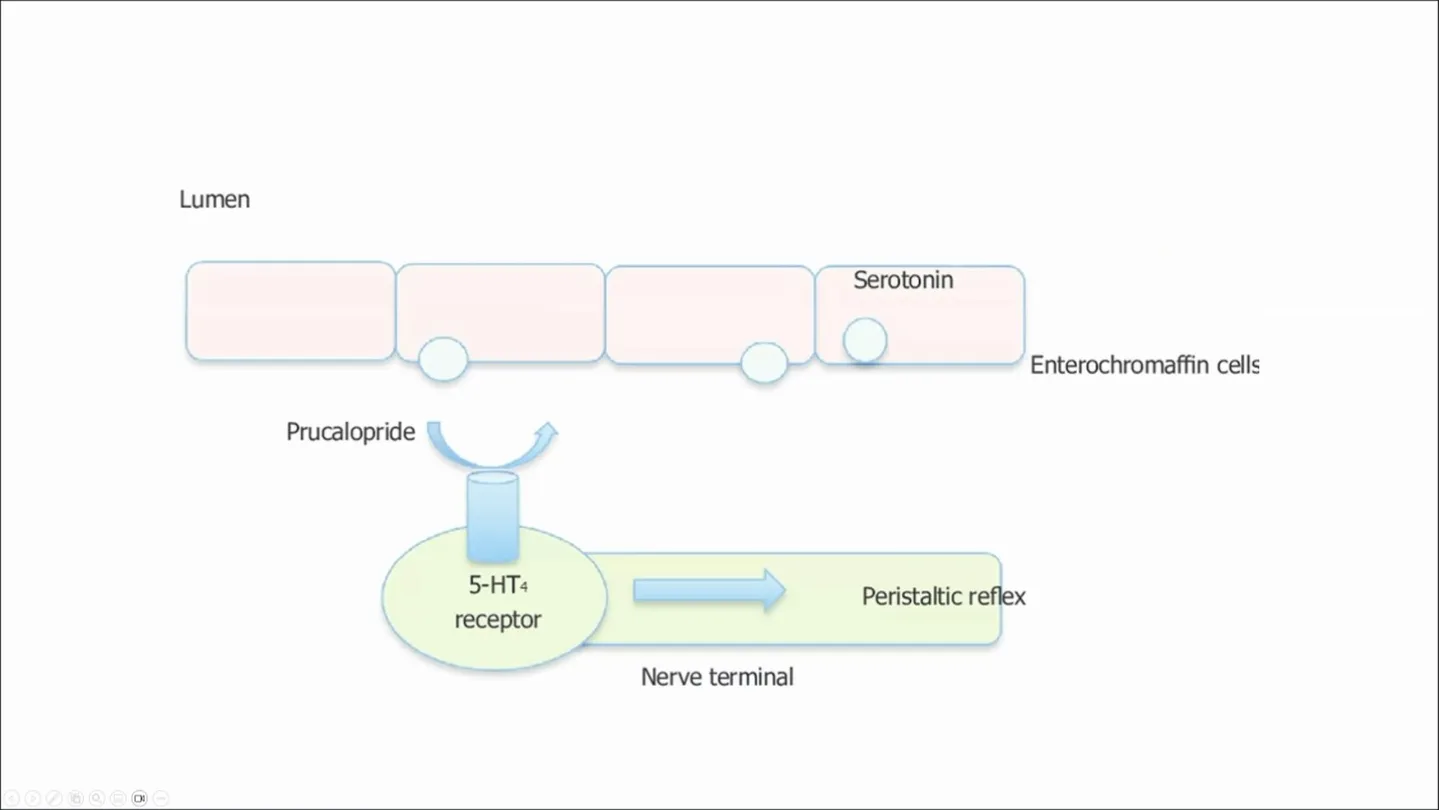 Lumen
Serotonin
Enterochromaffin cells
Prucalopride
5-HT4
receptor
Peristaltic reflex
Nerve terminal